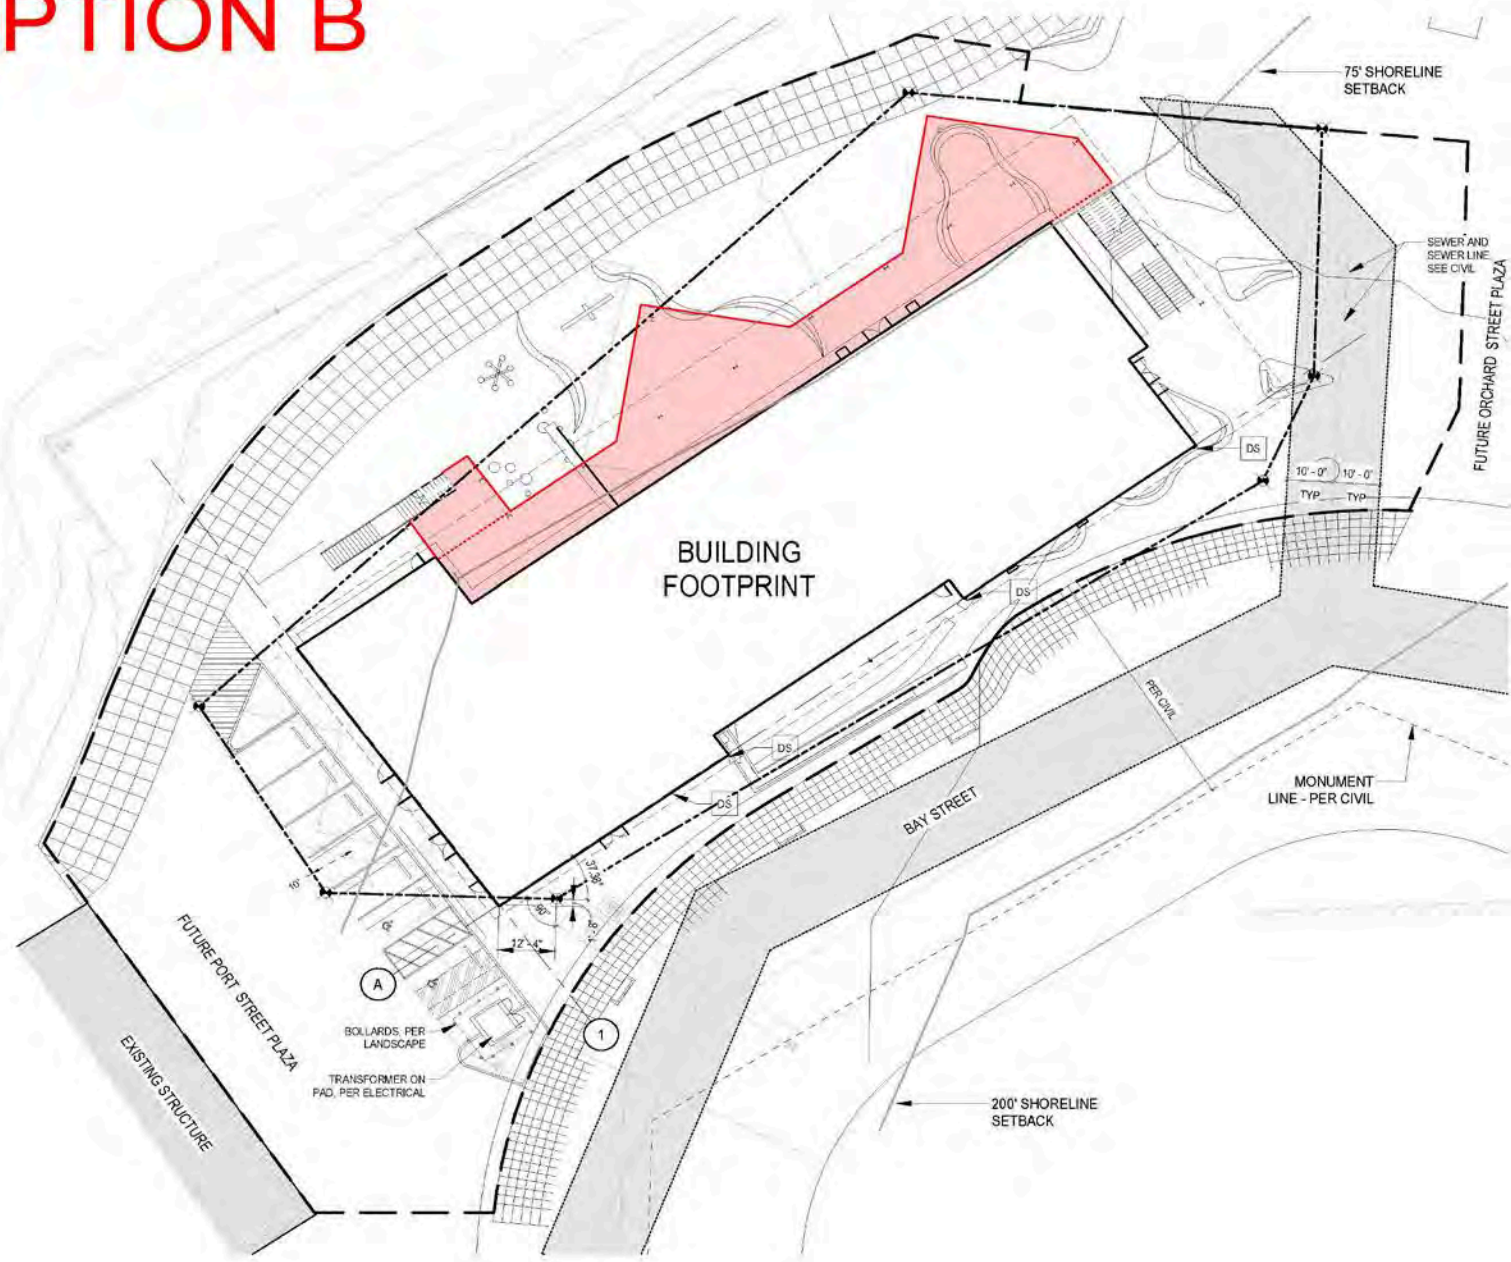 PTION B
75' SHORELINE
SETBACK
SEWER AND
SEWER LINE
SEE CIVIL
FUTURE ORCHARD STREET PLAZA
DS
10' - 0" 10' - 0"
TYP TYP
BUILDING
FOOTPRINT
DS
PER CIVIL
DS
MONUMENT
LINE - PER CIVIL
DS
BAY STREET
37.38°
10'
90°
12' - 4"
FUTURE PORT STREET PLAZA
A
BOLLARDS, PER
LANDSCAPE
1
EXISTING STRUCTURE
TRANSFORMER ON
PAD, PER ELECTRICAL
200' SHORELINE
SETBACK